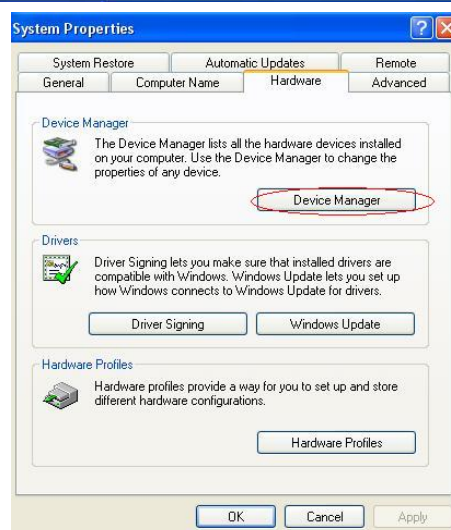 System Properties
System Restore Automatic Updates Remote
General Computer Name Hardware Advanced
Device Manager
The Device Manager lists all the hardware devices installed
on your computer. Use the Device Manager to change the
properties of any device.
Device Manager
Drivers
Driver Signing lets you make sure that installed drivers are
compatible with Windows. Windows Update lets you set up
how Windows connects to Windows Update for drivers.
Driver Signing Windows Update
Hardware Profiles
Hardware profiles provide a way for you to set up and store
different hardware configurations.
Hardware Profiles
OK Cancel Apply